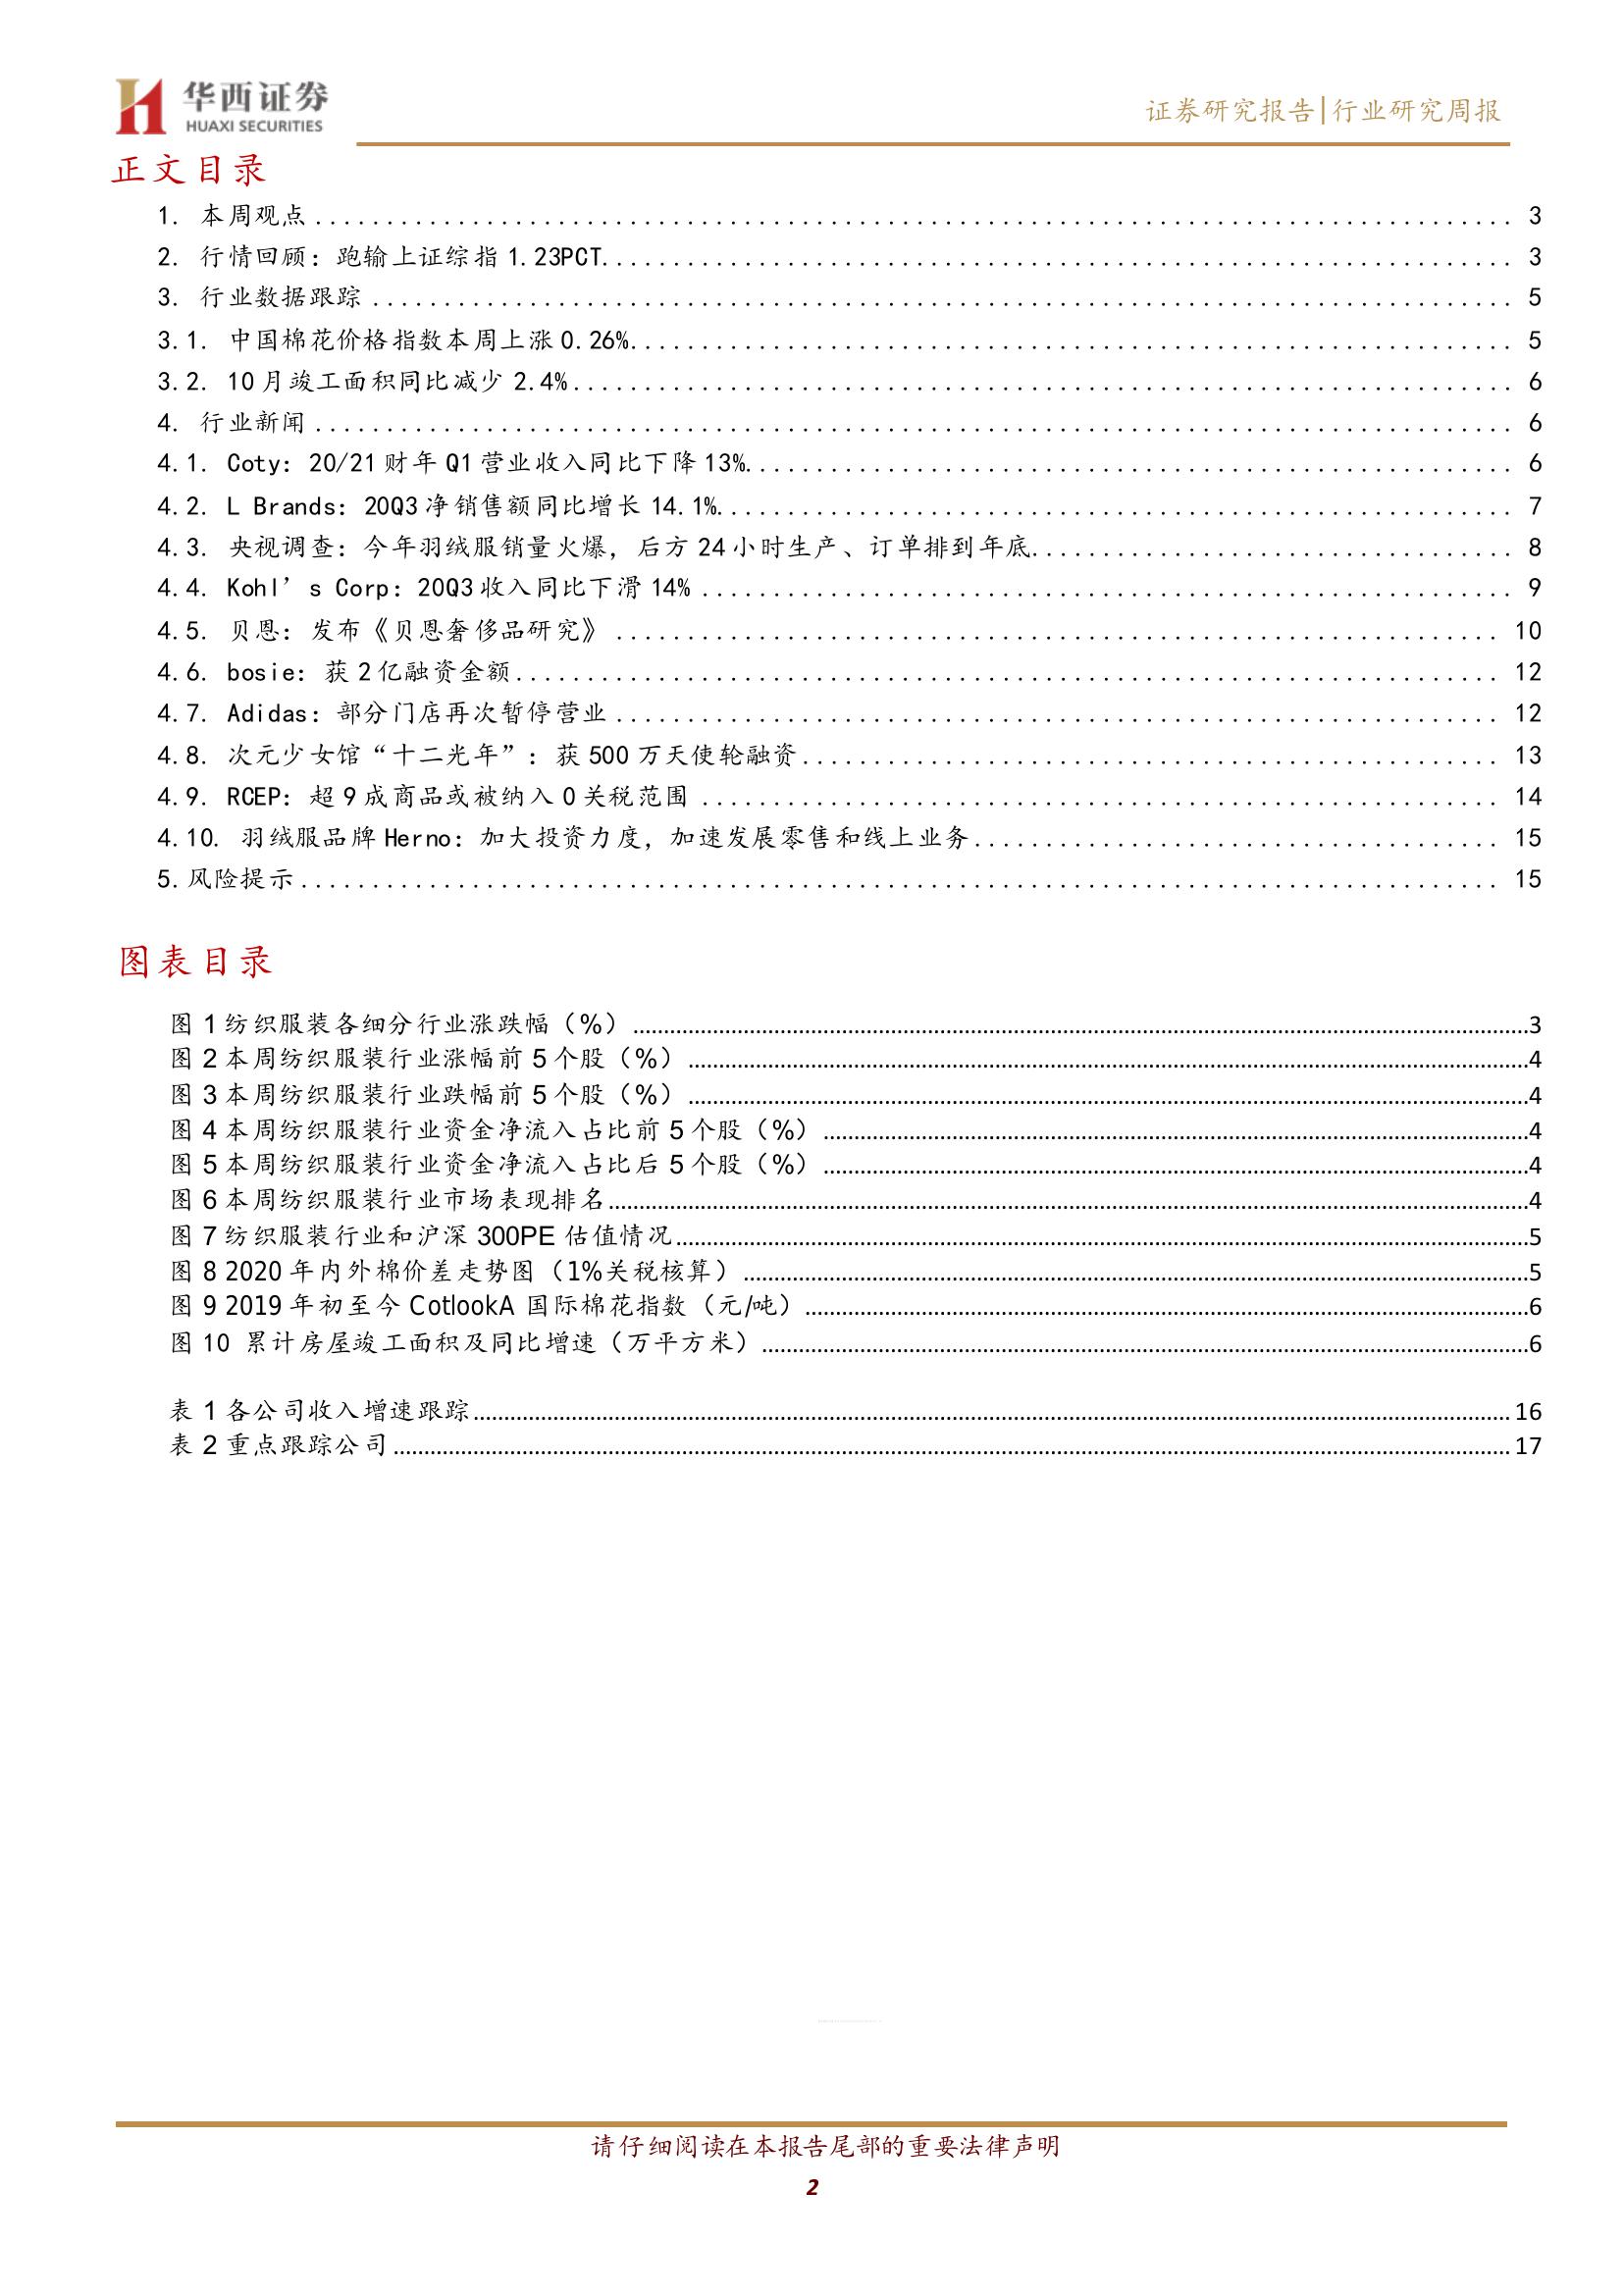 华西证券
HUAXI SECURITIES
证券研究报告|行业研究周报
正文目录
1. 本周观点 3
2. 行情回顾：跑输上证综指 1.23PCT 3
3. 行业数据跟踪 5
3.1. 中国棉花价格指数本周上涨 0.26% 5
3.2. 10 月竣工面积同比减少 2.4% 6
4. 行业新闻 6
4.1. Coty：20/21 财年 Q1 营业收入同比下降 13% 6
4.2. L Brands：20Q3 净销售额同比增长 14.1% 7
4.3. 央视调查：今年羽绒服销量火爆，后方 24 小时生产、订单排到年底 8
4.4. Kohl’s Corp：20Q3 收入同比下滑 14% 9
4.5. 贝恩：发布《贝恩奢侈品研究》 10
4.6. bosie：获 2 亿融资金额 12
4.7. Adidas：部分门店再次暂停营业 12
4.8. 次元少女馆“十二光年”：获 500 万天使轮融资 13
4.9. RCEP：超 9 成商品或被纳入 0 关税范围 14
4.10. 羽绒服品牌 Herno：加大投资力度，加速发展零售和线上业务 15
5.风险提示 15
图表目录
图 1 纺织服装各细分行业涨跌幅（%） 3
图 2 本周纺织服装行业涨幅前 5 个股（%） 4
图 3 本周纺织服装行业跌幅前 5 个股（%） 4
图 4 本周纺织服装行业资金净流入占比前 5 个股（%） 4
图 5 本周纺织服装行业资金净流入占比后 5 个股（%） 4
图 6 本周纺织服装行业市场表现排名 4
图 7 纺织服装行业和沪深 300PE 估值情况 5
图 8 2020 年内外棉价差走势图（1%关税核算） 5
图 9 2019 年初至今 CotlookA 国际棉花指数（元/吨） 6
图 10 累计房屋竣工面积及同比增速（万平方米） 6
表 1 各公司收入增速跟踪 16
表 2 重点跟踪公司 17
请仔细阅读在本报告尾部的重要法律声明
2